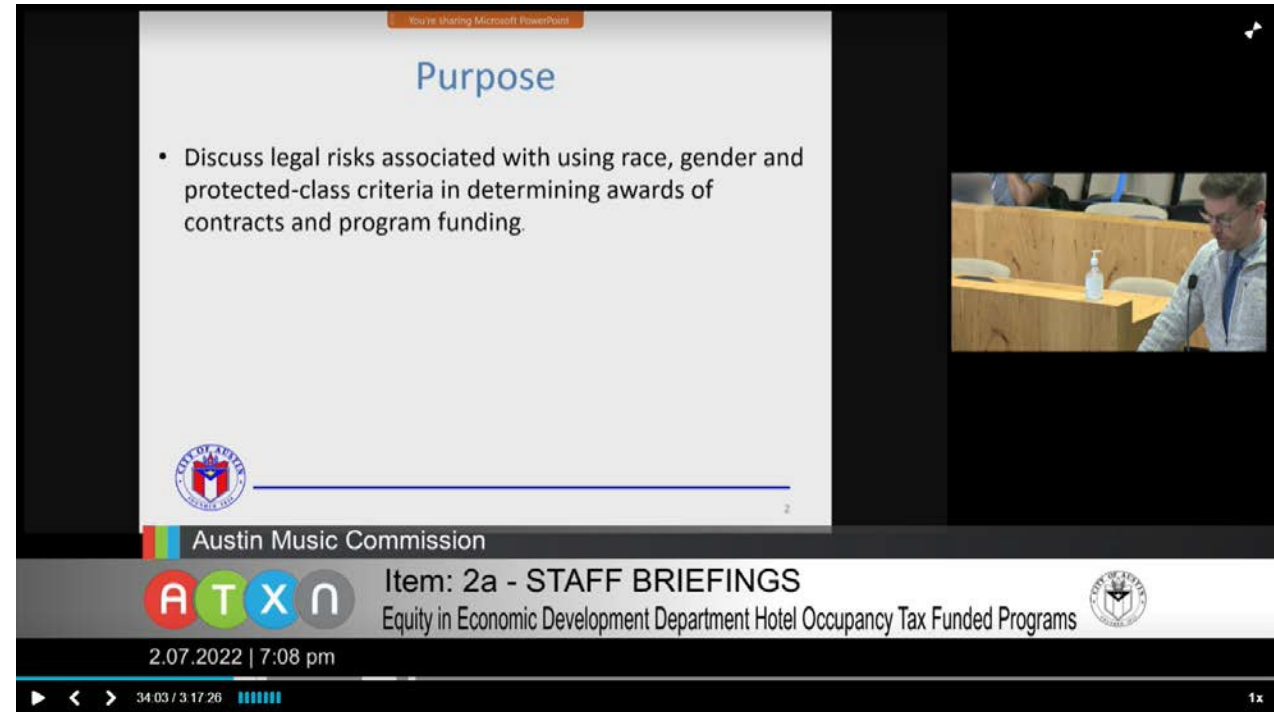 You're sharing Microsoft PowerPoint
Purpose
• Discuss legal risks associated with using race, gender and
protected-class criteria in determining awards of
contracts and program funding.
CITY OF AUSTIN
2
Austin Music Commission
ATXN
Item: 2a - STAFF BRIEFINGS
Equity in Economic Development Department Hotel Occupancy Tax Funded Programs
2.07.2022 | 7:08 pm
34:03 / 3:17:26
1x